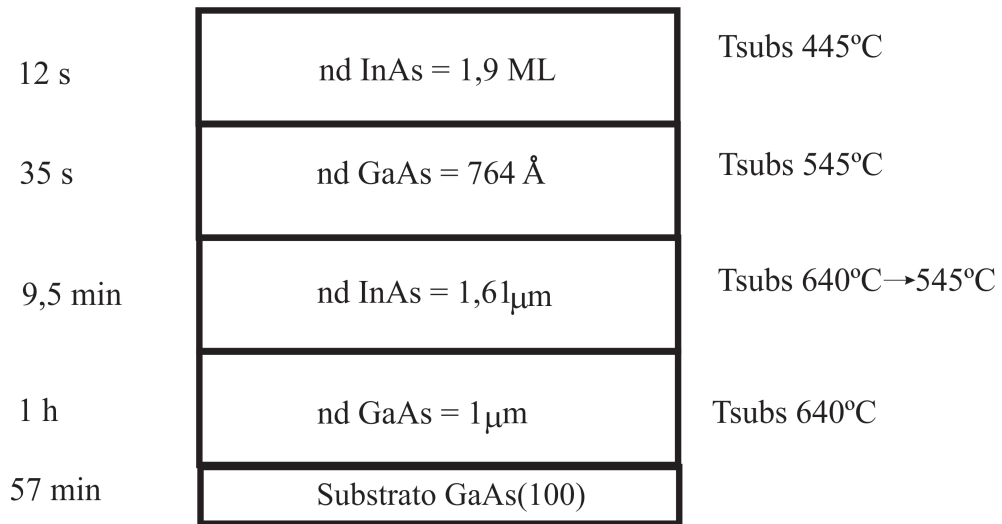 12 s nd InAs = 1,9 ML Tsubs 445ºC
35 s nd GaAs = 764 Å Tsubs 545ºC
9,5 min nd InAs = 1,61μm Tsubs 640ºC→545ºC
1 h nd GaAs = 1μm Tsubs 640ºC
57 min Substrato GaAs(100)